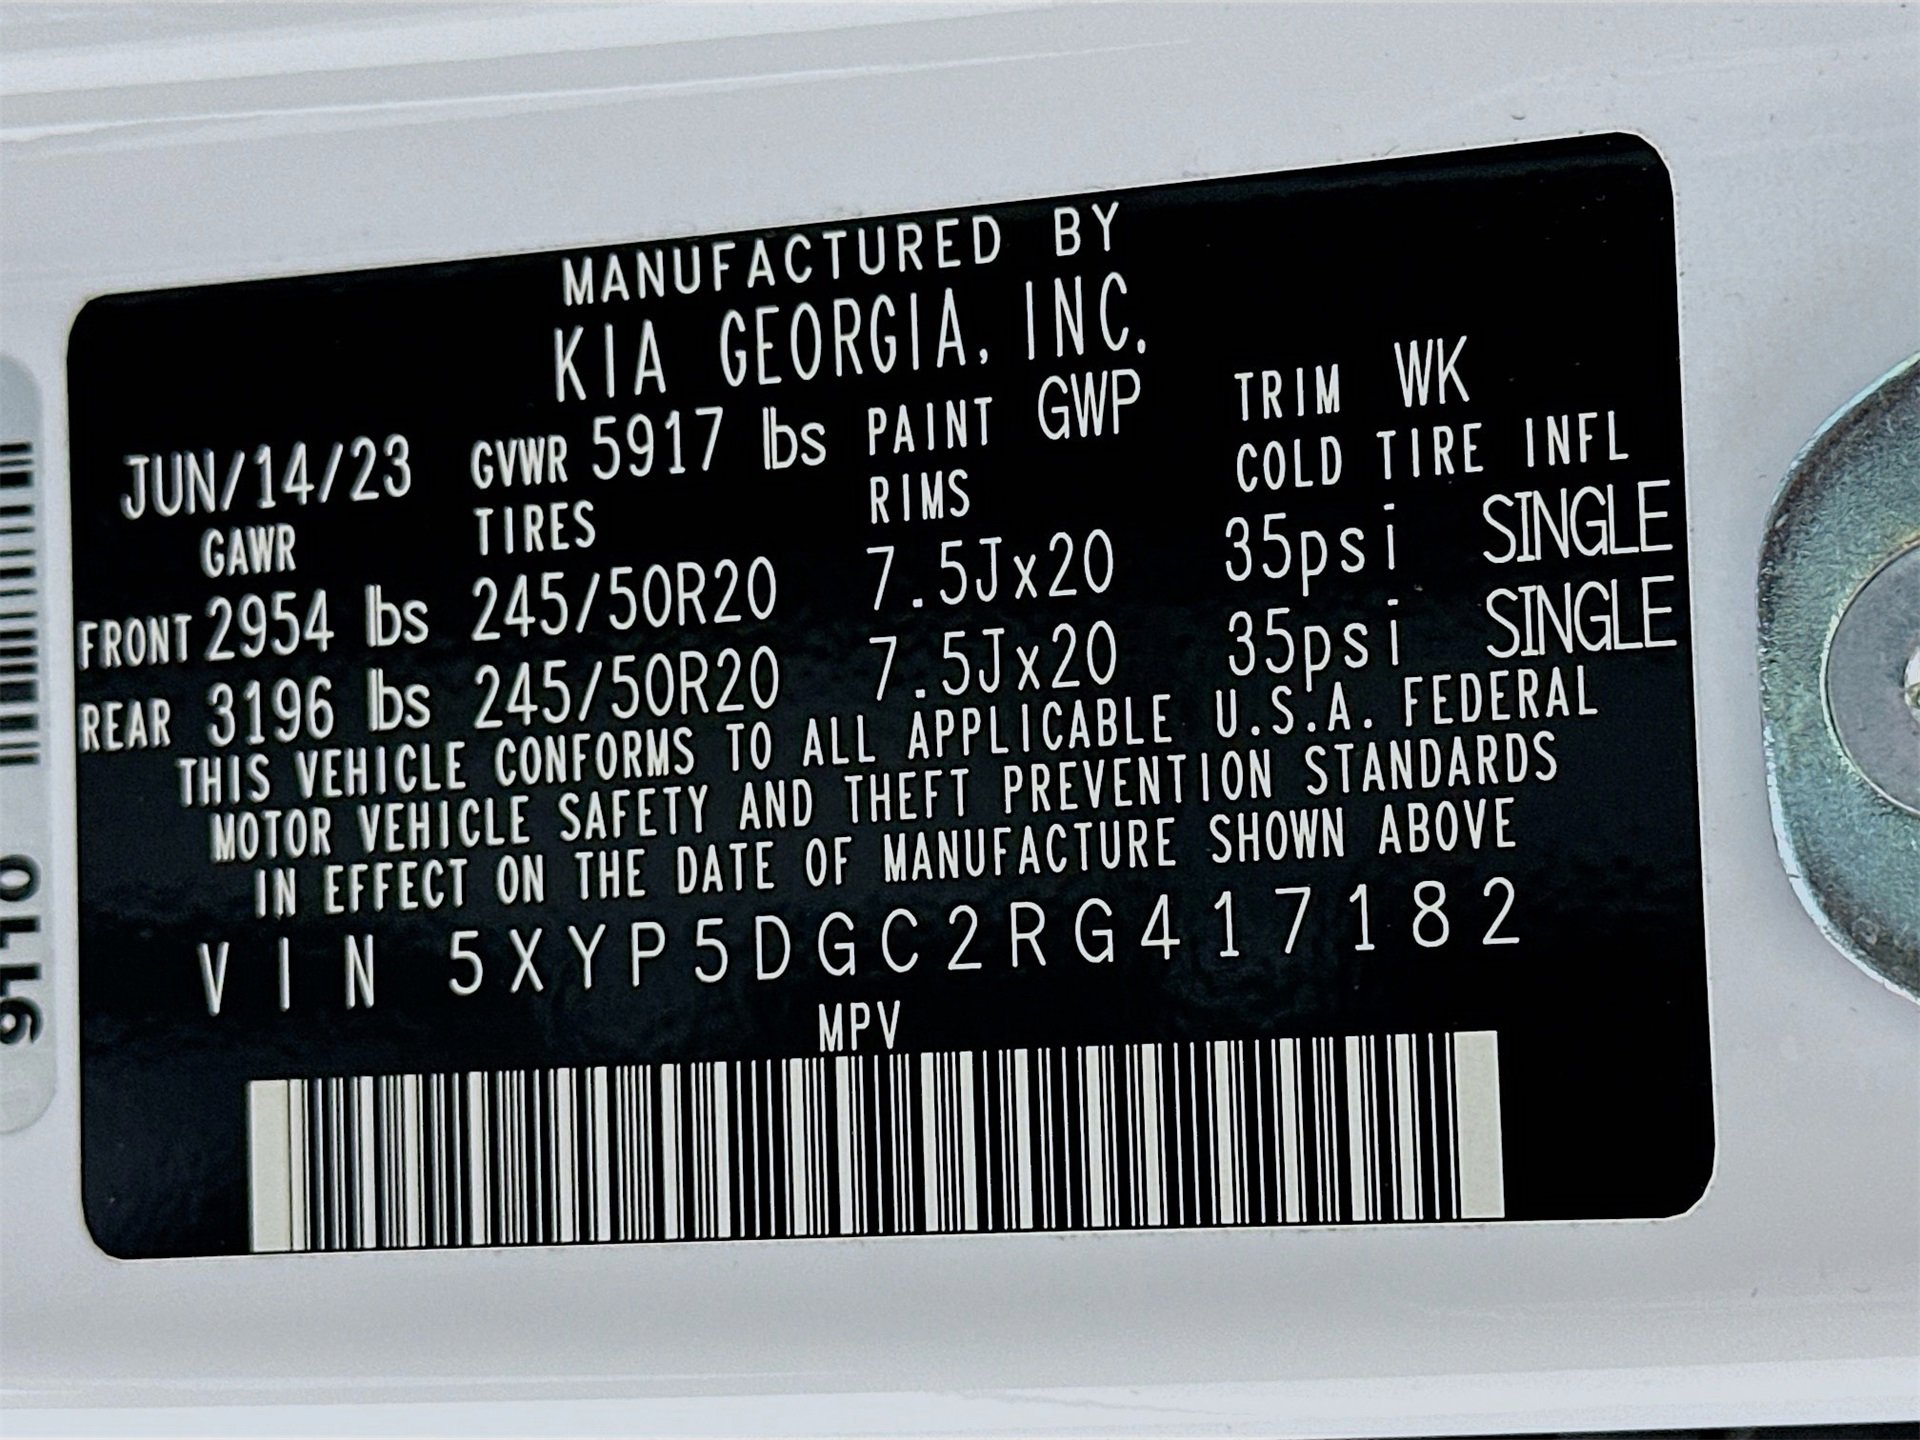 MANUFACTURED BY
KIA GEORGIA, INC.
JUN/14/23 GVWR 5917 lbs PAINT GWP TRIM WK
GAWR TIRES RIMS COLD TIRE INFL
FRONT 2954 lbs 245/50R20 7.5Jx20 35psi SINGLE
REAR 3196 lbs 245/50R20 7.5Jx20 35psi SINGLE
THIS VEHICLE CONFORMS TO ALL APPLICABLE U.S.A. FEDERAL
MOTOR VEHICLE SAFETY AND THEFT PREVENTION STANDARDS
IN EFFECT ON THE DATE OF MANUFACTURE SHOWN ABOVE
VIN 5XYP5DGC2RG417182
MPV